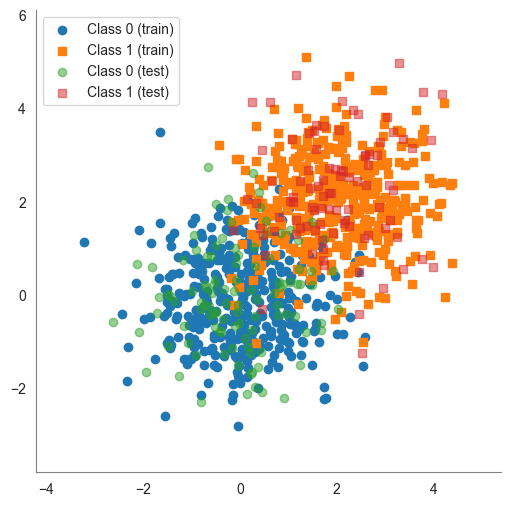 Class 0 (train)
Class 1 (train)
Class 0 (test)
Class 1 (test)
6
4
2
0
−2
−4 −2 0 2 4